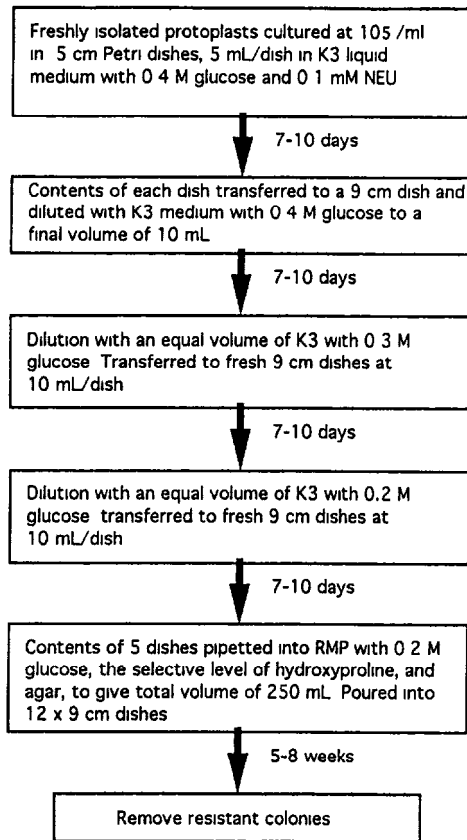 Freshly isolated protoplasts cultured at 105 /ml
in 5 cm Petri dishes, 5 mL/dish in K3 liquid
medium with 0 4 M glucose and 0 1 mM NEU
7-10 days
Contents of each dish transferred to a 9 cm dish and
diluted with K3 medium with 0 4 M glucose to a
final volume of 10 mL
7-10 days
Dilution with an equal volume of K3 with 0 3 M
glucose Transferred to fresh 9 cm dishes at
10 mL/dish
7-10 days
Dilution with an equal volume of K3 with 0.2 M
glucose transferred to fresh 9 cm dishes at
10 mL/dish
7-10 days
Contents of 5 dishes pipetted into RMP with 0 2 M
glucose, the selective level of hydroxyproline, and
agar, to give total volume of 250 mL Poured into
12 x 9 cm dishes
5-8 weeks
Remove resistant colonies